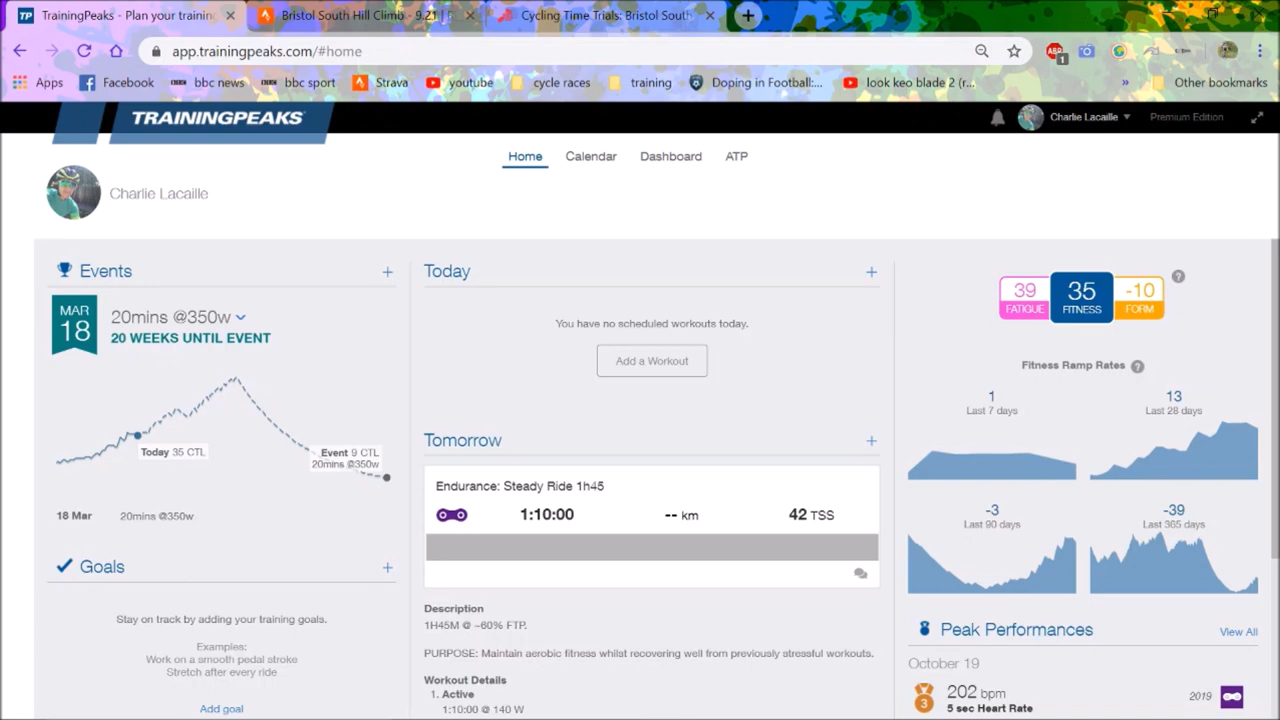 TrainingPeaks - Plan your training
Bristol South Hill Climb - 9.21 |
Cycling Time Trials: Bristol South
app.trainingpeaks.com/#home
ABP
1
Apps
Facebook
bbc news
bbc sport
Strava
youtube
cycle races
training
Doping in Football:...
look keo blade 2 (r...
»
Other bookmarks
TRAININGPEAKS
Charlie Lacaille
Premium Edition
Home
Calendar
Dashboard
ATP
Charlie Lacaille
Events
+
MAR
18
20mins @350w
20 WEEKS UNTIL EVENT
Today 35 CTL
Event 9 CTL
20mins @350w
18 Mar
20mins @350w
Goals
+
Stay on track by adding your training goals.
Examples:
Work on a smooth pedal stroke
Stretch after every ride
Add goal
Today
+
You have no scheduled workouts today.
Add a Workout
Tomorrow
+
Endurance: Steady Ride 1h45
1:10:00
-- km
42 TSS
Description
1H45M @ ~60% FTP.
PURPOSE: Maintain aerobic fitness whilst recovering well from previously stressful workouts.
Workout Details
1. Active
1:10:00 @ 140 W
39
FATIGUE
35
FITNESS
-10
FORM
?
Fitness Ramp Rates ?
1
Last 7 days
13
Last 28 days
-3
Last 90 days
-39
Last 365 days
Peak Performances
View All
October 19
3
202 bpm
5 sec Heart Rate
2019